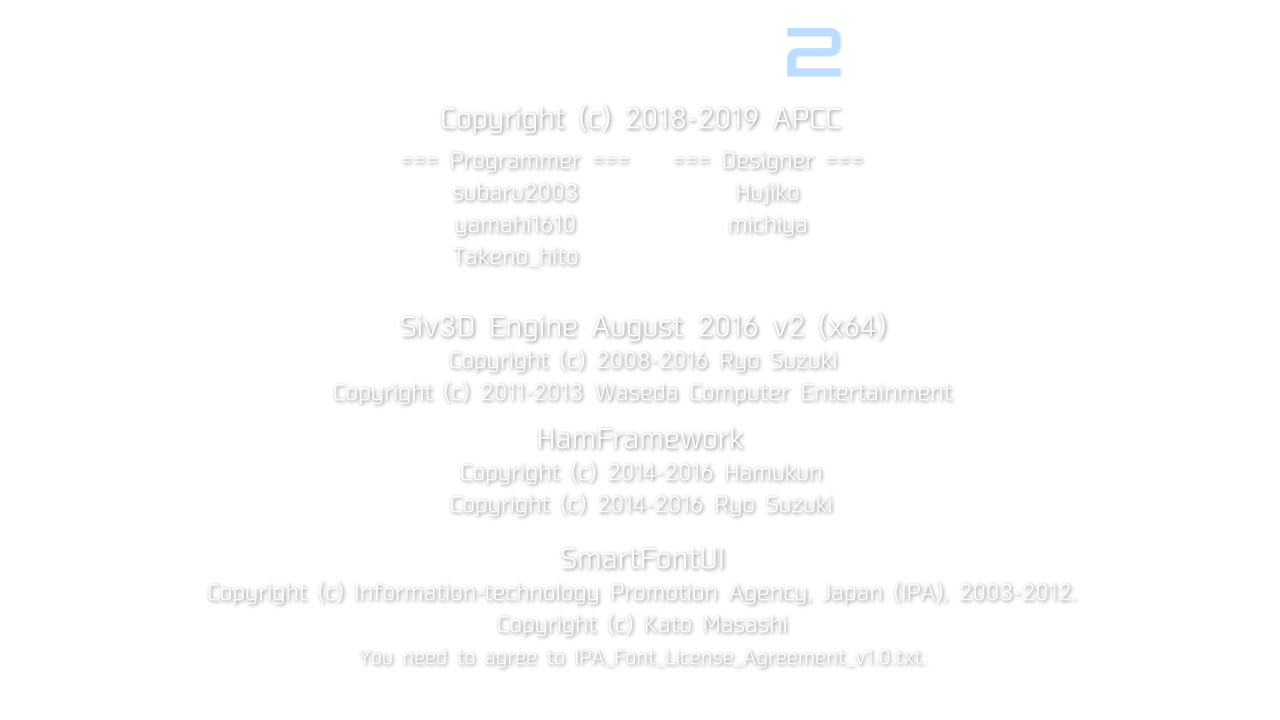 2
Copyright (c) 2018-2019 APCC
=== Programmer === === Designer ===
subaru2003 Hujiko
yamahi1610 michiya
Takeno_hito
Siv3D Engine August 2016 v2 (x64)
Copyright (c) 2008-2016 Ryo Suzuki
Copyright (c) 2011-2013 Waseda Computer Entertainment
HamFramework
Copyright (c) 2014-2016 Hamukun
Copyright (c) 2014-2016 Ryo Suzuki
SmartFontUI
Copyright (c) Information-technology Promotion Agency, Japan (IPA), 2003-2012.
Copyright (c) Kato Masashi
You need to agree to IPA_Font_License_Agreement_v1.0.txt.